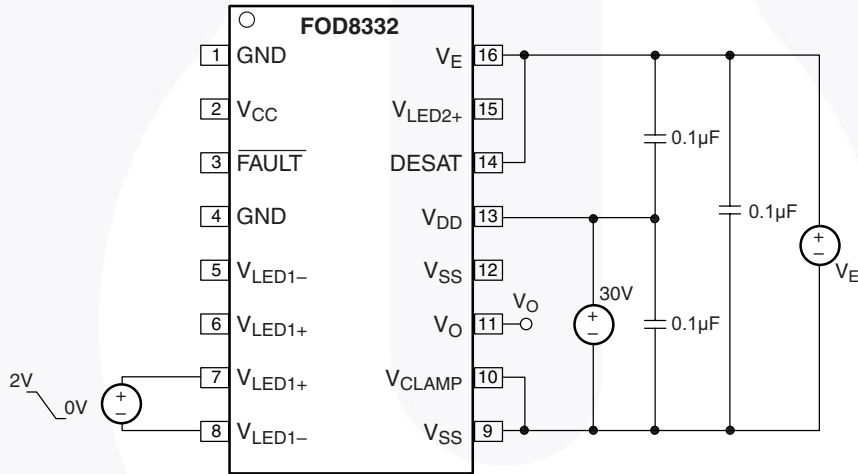 FOD8332
1 GND VE 16
2 VCC VLED2+ 15
3 FAULT DESAT 14
4 GND VDD 13
5 VLED1– VSS 12
6 VLED1+ VO 11 VO
7 VLED1+ VCLAMP 10
8 VLED1– VSS 9
2V 0V
+
–
0.1µF
0.1µF
30V
+
–
0.1µF
+
–
VE